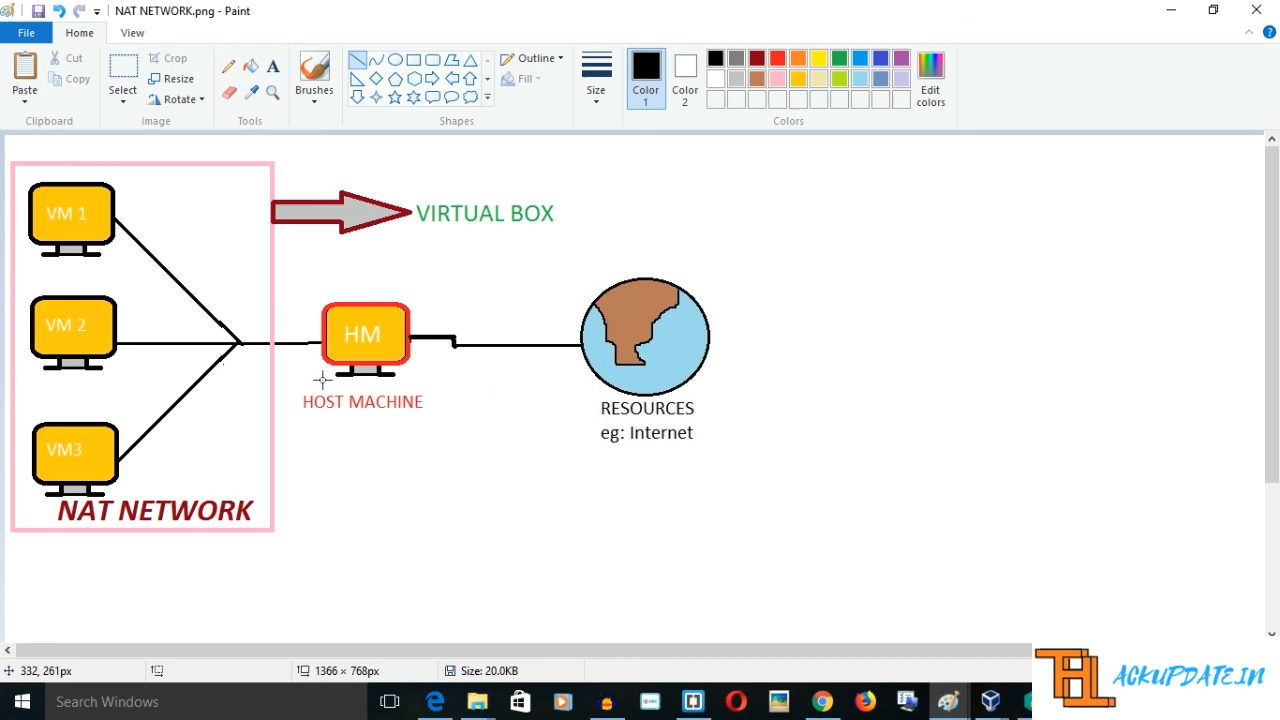 NAT NETWORK.png - Paint
File
Home
View
Paste
Cut
Copy
Clipboard
Select
Crop
Resize
Rotate
Image
A
Tools
Brushes
Outline
Fill
Shapes
Size
Color
1
Color
2
Edit
colors
Colors
VM 1
VIRTUAL BOX
VM 2
HM
HOST MACHINE
RESOURCES
eg: Internet
VM3
NAT NETWORK
332, 261px
1366 × 768px
Size: 20.0KB
ACKUPDATE.IN
Search Windows